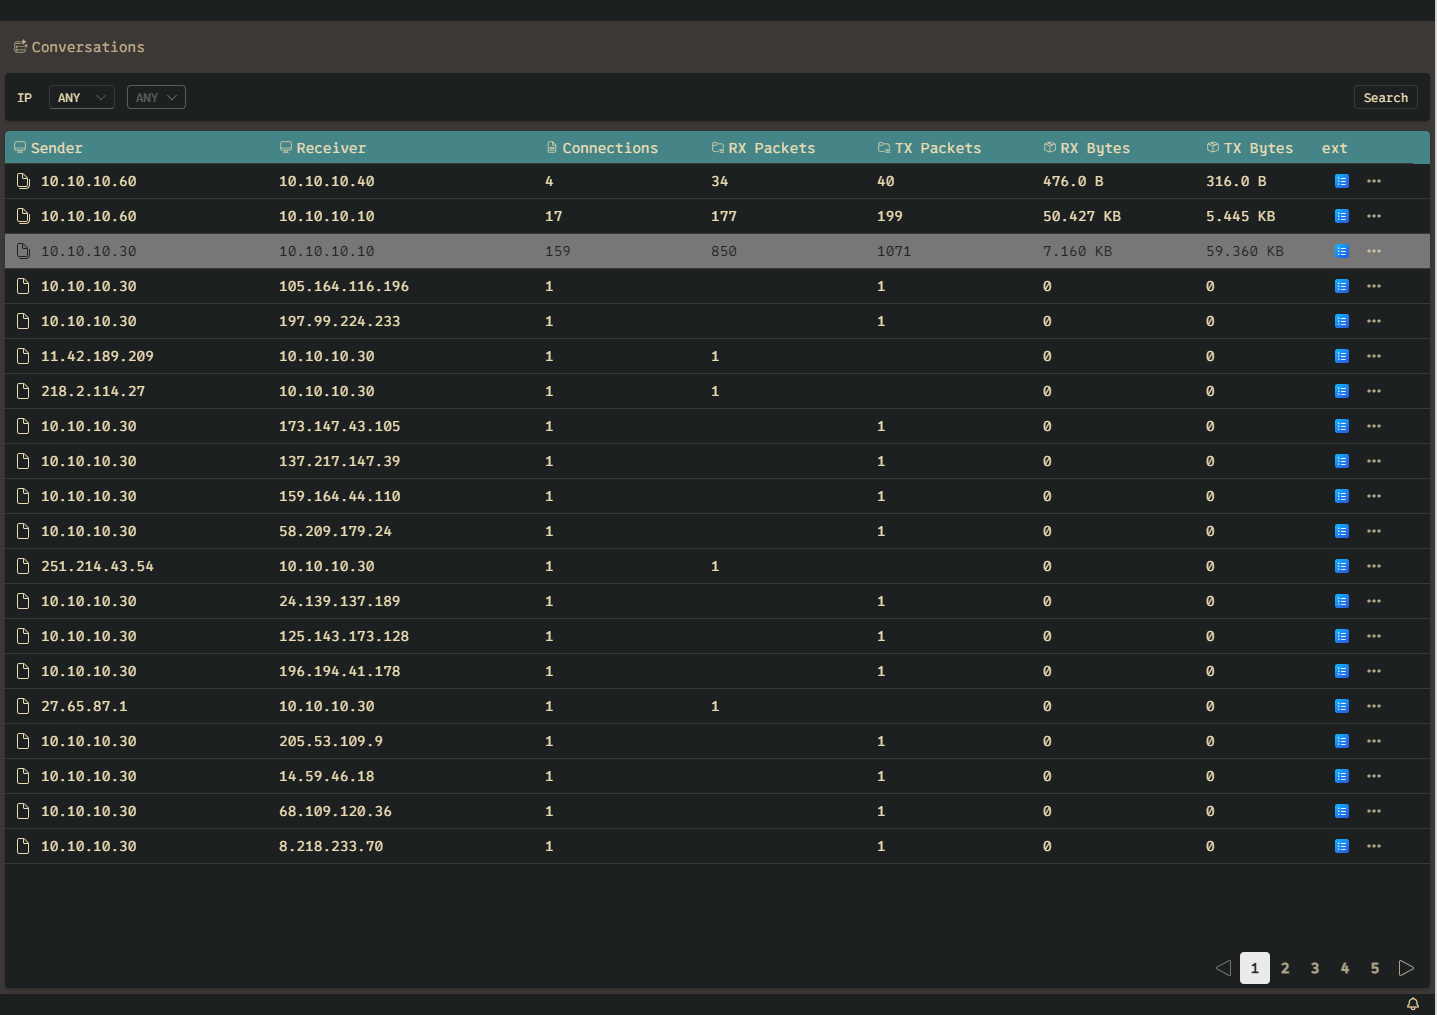 Conversations
IP ANY ANY Search
Sender Receiver Connections RX Packets TX Packets RX Bytes TX Bytes ext
10.10.10.60 10.10.10.40 4 34 40 476.0 B 316.0 B
10.10.10.60 10.10.10.10 17 177 199 50.427 KB 5.445 KB
10.10.10.30 10.10.10.10 159 850 1071 7.160 KB 59.360 KB
10.10.10.30 105.164.116.196 1 1 0 0
10.10.10.30 197.99.224.233 1 1 0 0
11.42.189.209 10.10.10.30 1 1 0 0
218.2.114.27 10.10.10.30 1 1 0 0
10.10.10.30 173.147.43.105 1 1 0 0
10.10.10.30 137.217.147.39 1 1 0 0
10.10.10.30 159.164.44.110 1 1 0 0
10.10.10.30 58.209.179.24 1 1 0 0
251.214.43.54 10.10.10.30 1 1 0 0
10.10.10.30 24.139.137.189 1 1 0 0
10.10.10.30 125.143.173.128 1 1 0 0
10.10.10.30 196.194.41.178 1 1 0 0
27.65.87.1 10.10.10.30 1 1 0 0
10.10.10.30 205.53.109.9 1 1 0 0
10.10.10.30 14.59.46.18 1 1 0 0
10.10.10.30 68.109.120.36 1 1 0 0
10.10.10.30 8.218.233.70 1 1 0 0
1 2 3 4 5